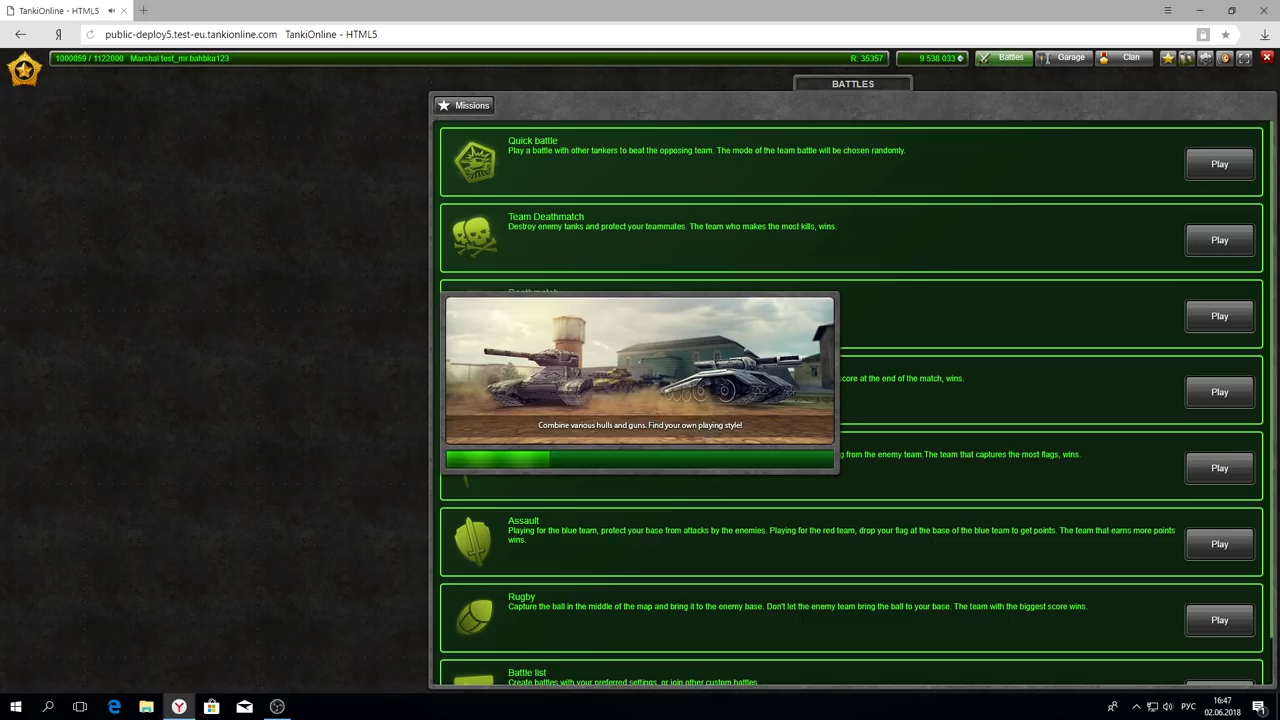 TankiOnline - HTML5
Я
public-deploy5.test-eu.tankionline.com TankiOnline - HTML5
1000059 / 1122000 Marshal test_mr.bahbka123
R: 35357
9 538 033
Battles
Garage
Clan
BATTLES
Missions
Quick battle
Play a battle with other tankers to beat the opposing team. The mode of the team battle will be chosen randomly.
Play
Team Deathmatch
Destroy enemy tanks and protect your teammates. The team who makes the most kills, wins.
Play
Play
score at the end of the match, wins.
Play
Combine various hulls and guns. Find your own playing style!
from the enemy team.The team that captures the most flags, wins.
Play
Assault
Playing for the blue team, protect your base from attacks by the enemies. Playing for the red team, drop your flag at the base of the blue team to get points. The team that earns more points
wins.
Play
Rugby
Capture the ball in the middle of the map and bring it to the enemy base. Don't let the enemy team bring the ball to your base. The team with the biggest score wins.
Play
Battle list
Create battles with your preferred settings, or join other custom battles.
РУС
16:47
02.06.2018